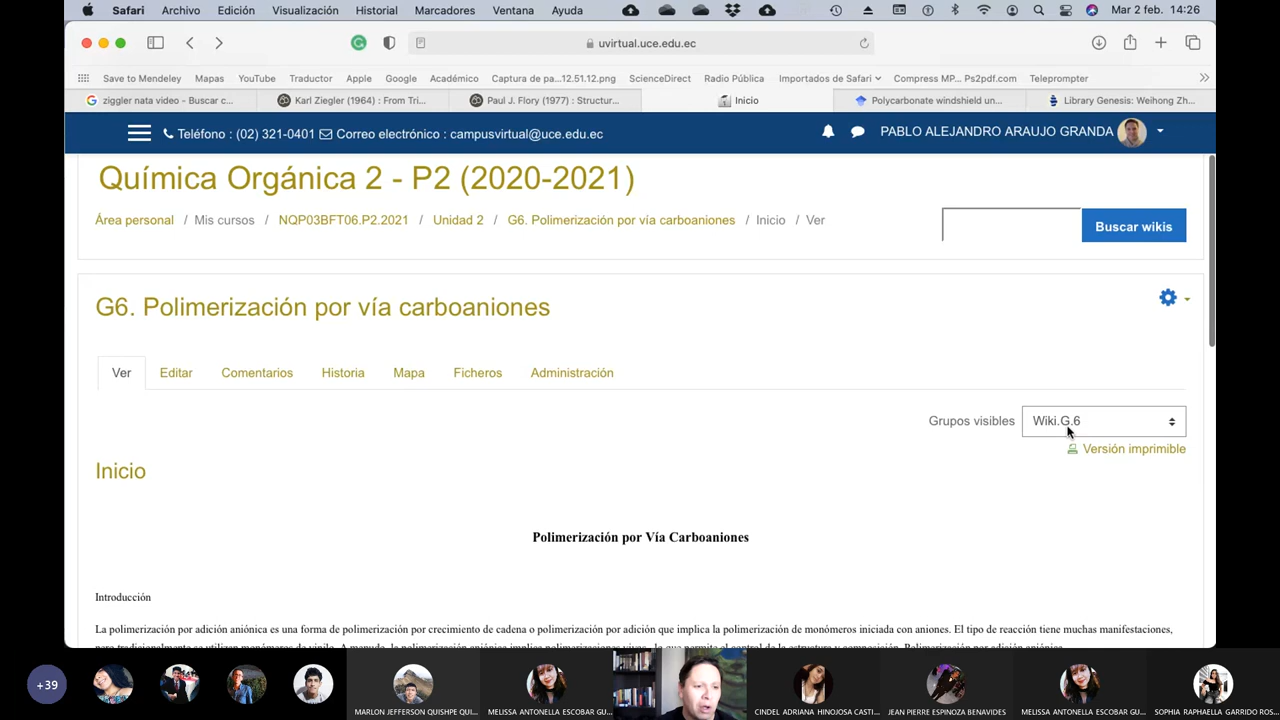 Safari Archivo Edición Visualización Historial Marcadores Ventana Ayuda Mar 2 feb. 14:26
uvirtual.uce.edu.ec
Save to Mendeley Mapas YouTube Traductor Apple Google Académico Captura de pa...12.51.12.png ScienceDirect Radio Pública Importados de Safari Compress MP... Ps2pdf.com Teleprompter
ziggler nata video - Buscar c... Karl Ziegler (1964) : From Tri... Paul J. Flory (1977) : Structur... Inicio Polycarbonate windshield un... Library Genesis: Weihong Zh...
Teléfono : (02) 321-0401 Correo electrónico : campusvirtual@uce.edu.ec PABLO ALEJANDRO ARAUJO GRANDA
Química Orgánica 2 - P2 (2020-2021)
Área personal / Mis cursos / NQP03BFT06.P2.2021 / Unidad 2 / G6. Polimerización por vía carboaniones / Inicio / Ver
Buscar wikis
G6. Polimerización por vía carboaniones
Ver Editar Comentarios Historia Mapa Ficheros Administración
Grupos visibles Wiki.G.6
Versión imprimible
Inicio
Polimerización por Vía Carboaniones
Introducción
La polimerización por adición aniónica es una forma de polimerización por crecimiento de cadena o polimerización por adición que implica la polimerización de monómeros iniciada con aniones. El tipo de reacción tiene muchas manifestaciones,
+39
MARLON JEFFERSON QUISHPE QUI... MELISSA ANTONELLA ESCOBAR GU... CINDEL ADRIANA HINOJOSA CASTI... JEAN PIERRE ESPINOZA BENAVIDES MELISSA ANTONELLA ESCOBAR GU... SOPHIA RAPHAELLA GARRIDO ROS...